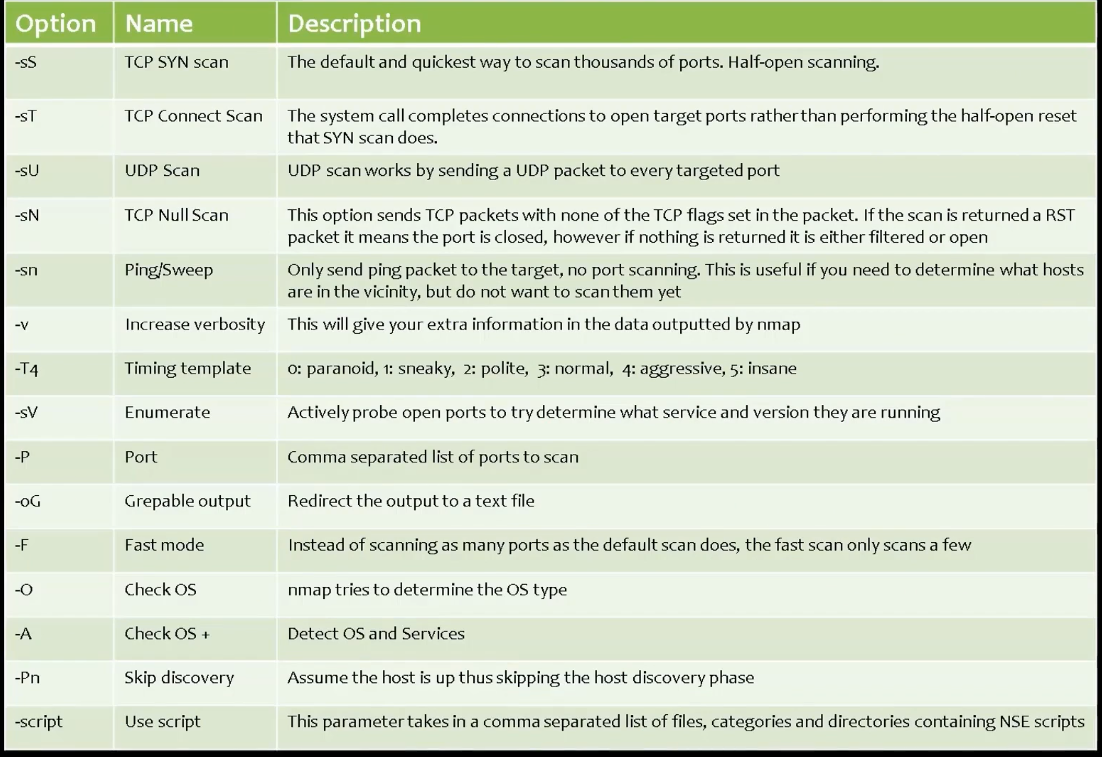 Option Name Description
-sS TCP SYN scan The default and quickest way to scan thousands of ports. Half-open scanning.
-sT TCP Connect Scan The system call completes connections to open target ports rather than performing the half-open reset
that SYN scan does.
-sU UDP Scan UDP scan works by sending a UDP packet to every targeted port
-sN TCP Null Scan This option sends TCP packets with none of the TCP flags set in the packet. If the scan is returned a RST
packet it means the port is closed, however if nothing is returned it is either filtered or open
-sn Ping/Sweep Only send ping packet to the target, no port scanning. This is useful if you need to determine what hosts
are in the vicinity, but do not want to scan them yet
-v Increase verbosity This will give your extra information in the data outputted by nmap
-T4 Timing template 0: paranoid, 1: sneaky, 2: polite, 3: normal, 4: aggressive, 5: insane
-sV Enumerate Actively probe open ports to try determine what service and version they are running
-P Port Comma separated list of ports to scan
-oG Grepable output Redirect the output to a text file
-F Fast mode Instead of scanning as many ports as the default scan does, the fast scan only scans a few
-O Check OS nmap tries to determine the OS type
-A Check OS + Detect OS and Services
-Pn Skip discovery Assume the host is up thus skipping the host discovery phase
-script Use script This parameter takes in a comma separated list of files, categories and directories containing NSE scripts